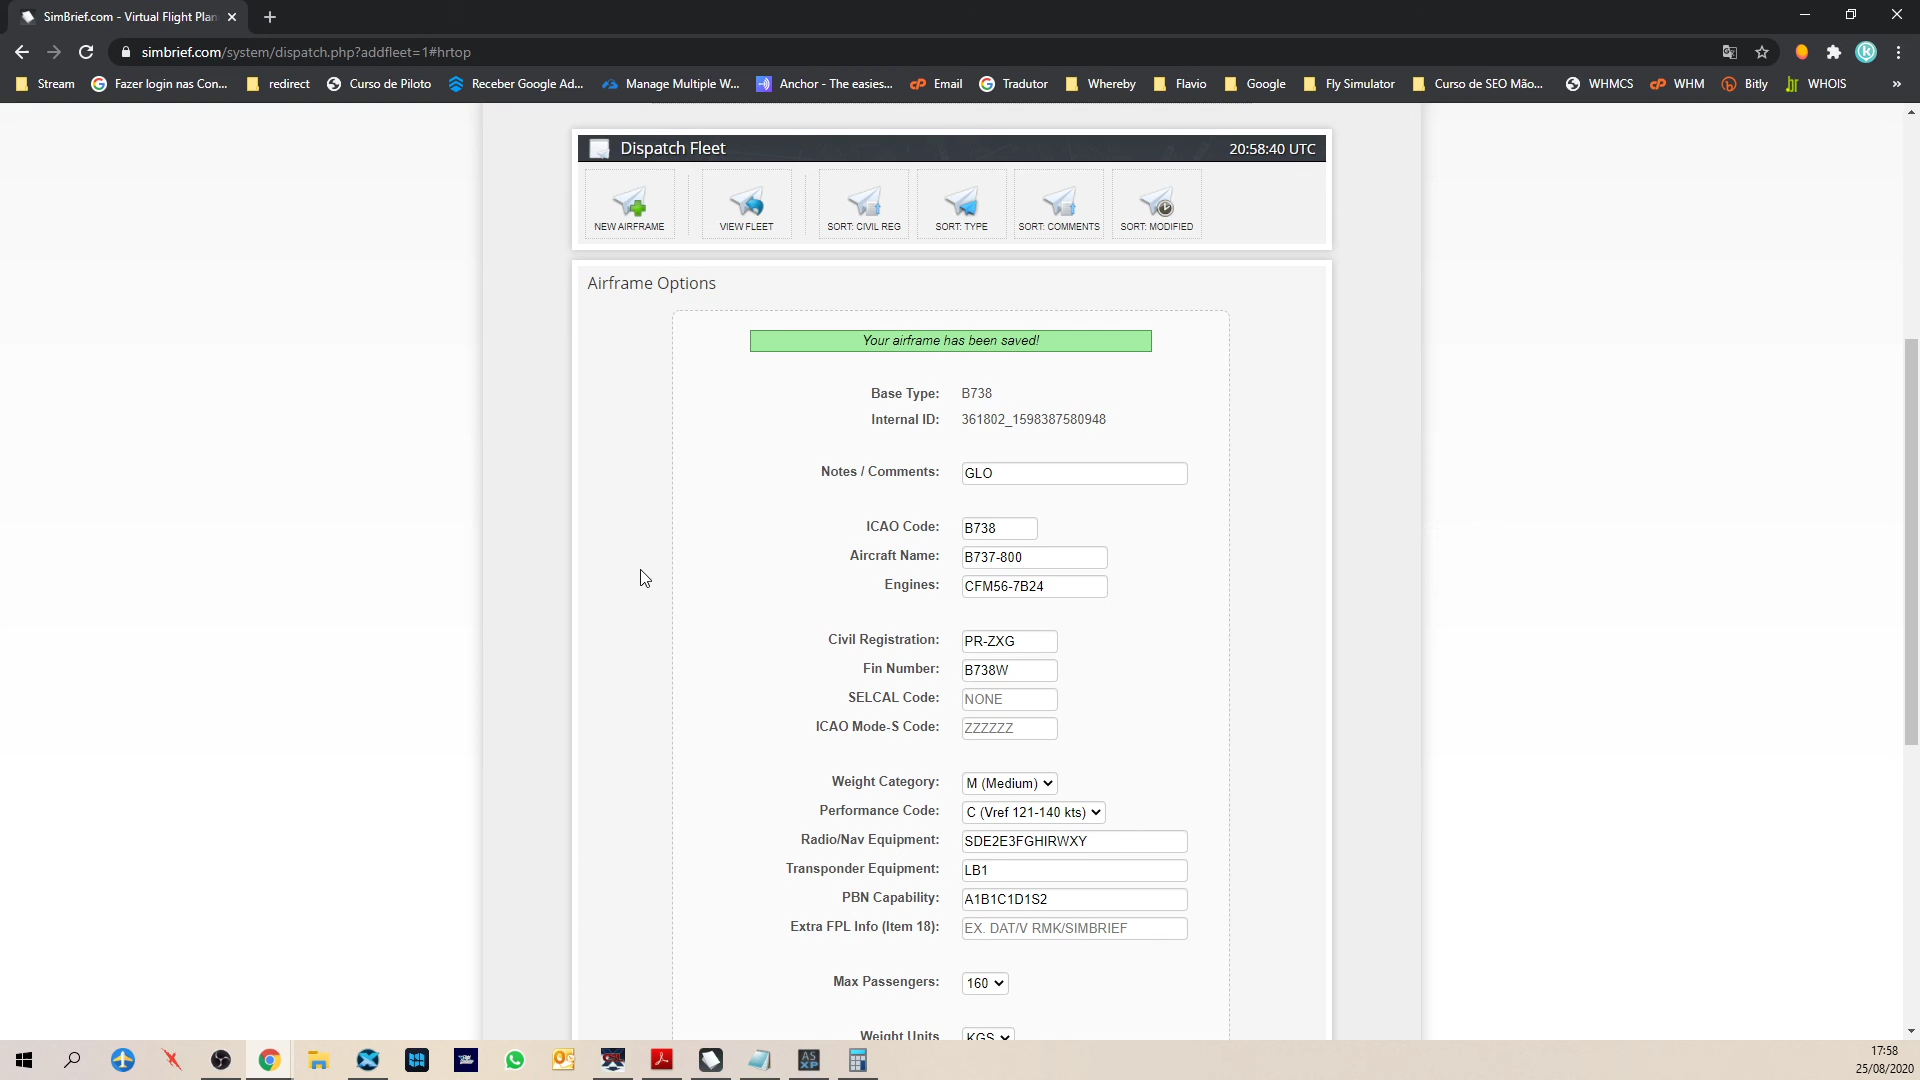 SimBrief.com - Virtual Flight Plan
simbrief.com/system/dispatch.php?addfleet=1#hrtop
Stream
Fazer login nas Con...
redirect
Curso de Piloto
Receber Google Ad...
Manage Multiple W...
Anchor - The easies...
Email
Tradutor
Whereby
Flavio
Google
Fly Simulator
Curso de SEO Mão...
WHMCS
WHM
Bitly
WHOIS
»
Dispatch Fleet
20:58:40 UTC
NEW AIRFRAME
VIEW FLEET
SORT: CIVIL REG
SORT: TYPE
SORT: COMMENTS
SORT: MODIFIED
Airframe Options
Your airframe has been saved!
Base Type: B738
Internal ID: 361802_1598387580948
Notes / Comments: GLO
ICAO Code: B738
Aircraft Name: B737-800
Engines: CFM56-7B24
Civil Registration: PR-ZXG
Fin Number: B738W
SELCAL Code: NONE
ICAO Mode-S Code: ZZZZZZ
Weight Category: M (Medium)
Performance Code: C (Vref 121-140 kts)
Radio/Nav Equipment: SDE2E3FGHIRWXY
Transponder Equipment: LB1
PBN Capability: A1B1C1D1S2
Extra FPL Info (Item 18): EX. DAT/V RMK/SIMBRIEF
Max Passengers: 160
Weight Units KGS
AS
XP
17:58
25/08/2020